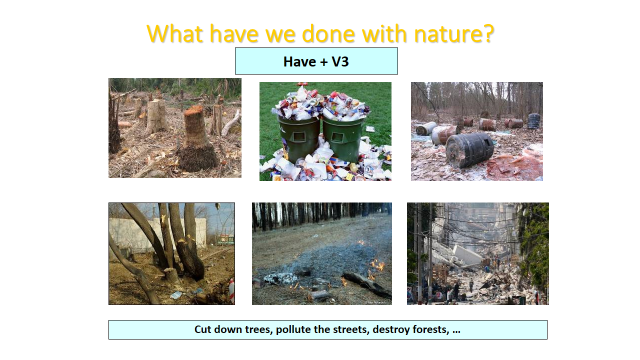 What have we done with nature?
Have + V3
Cut down trees, pollute the streets, destroy forests, …